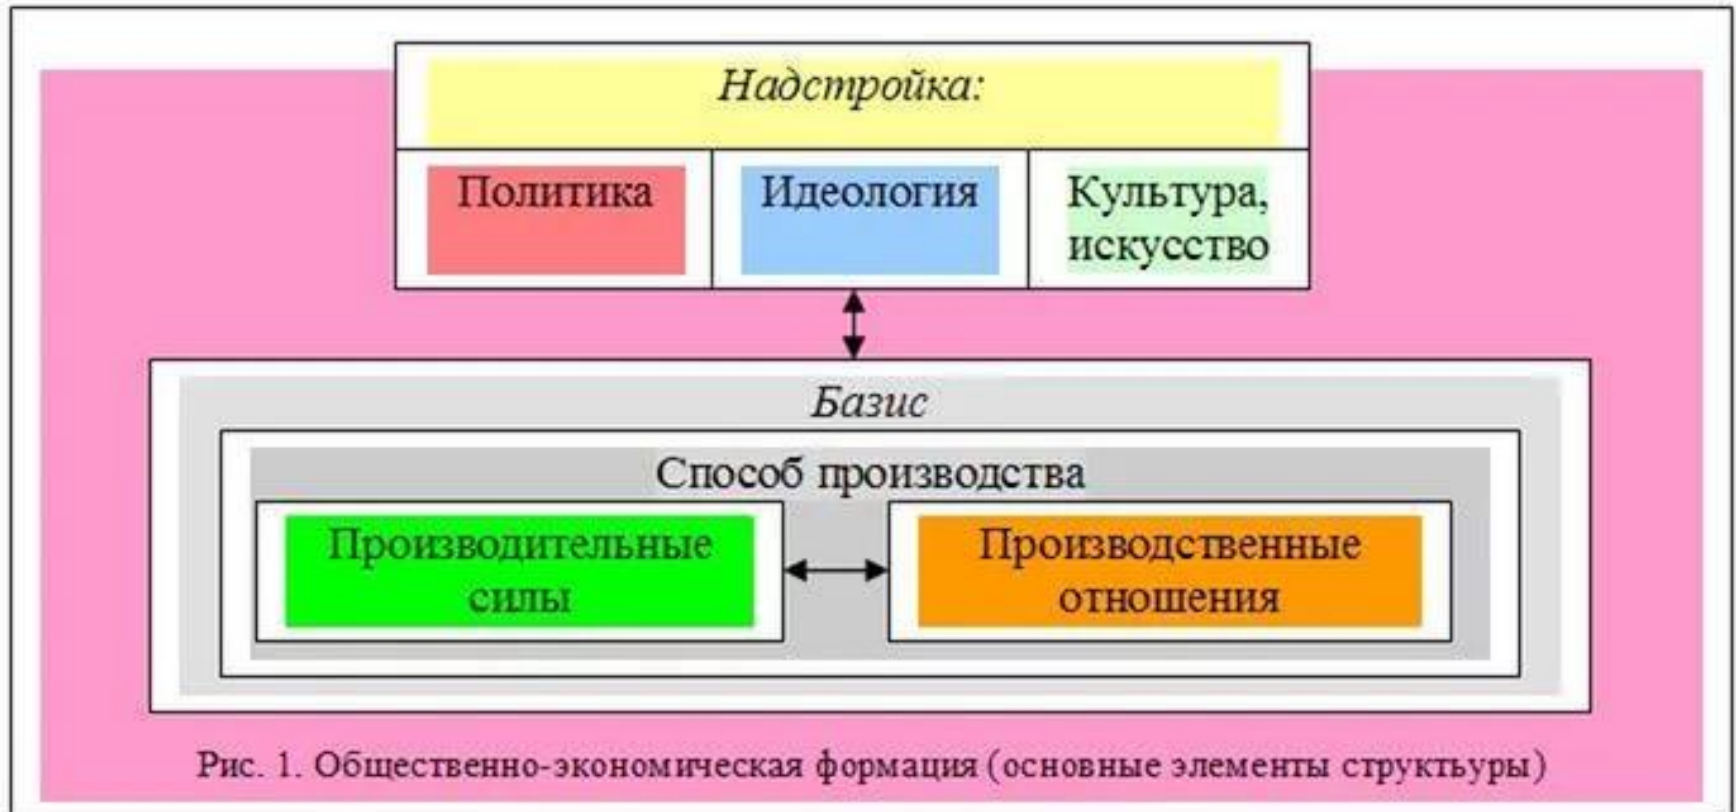 Надстройка:
Политика
Идеология
Культура,
искусство
Базис
Способ производства
Производительные
силы
Производственные
отношения
Рис. 1. Общественно-экономическая формация (основные элементы структьуры)